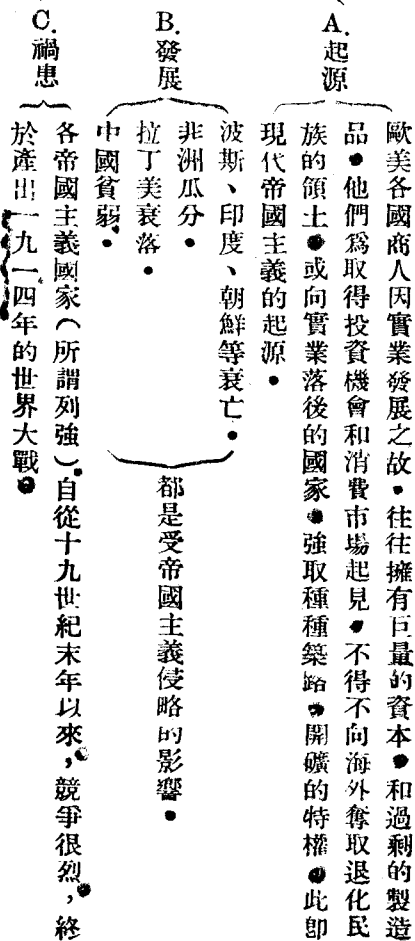 A.起源
歐美各國商人因實業發展之故．往往擁有巨量的資本．和過剩的製造
品．他們爲取得投資機會和消費市場起見．不得不向海外奪取退化民
族的領土．或向實業落後的國家．強取種種築路．開礦的特權．此卽
現代帝國主義的起源．
B.發展
波斯、印度、朝鮮等衰亡．
非洲瓜分．
拉丁美衰落．
中國貧弱．
都是受帝國主義侵略的影響．
C.禍患
各帝國主義國家（所謂列強）．自從十九世紀末年以來，競爭很烈，終
於產出一九一四年的世界大戰．